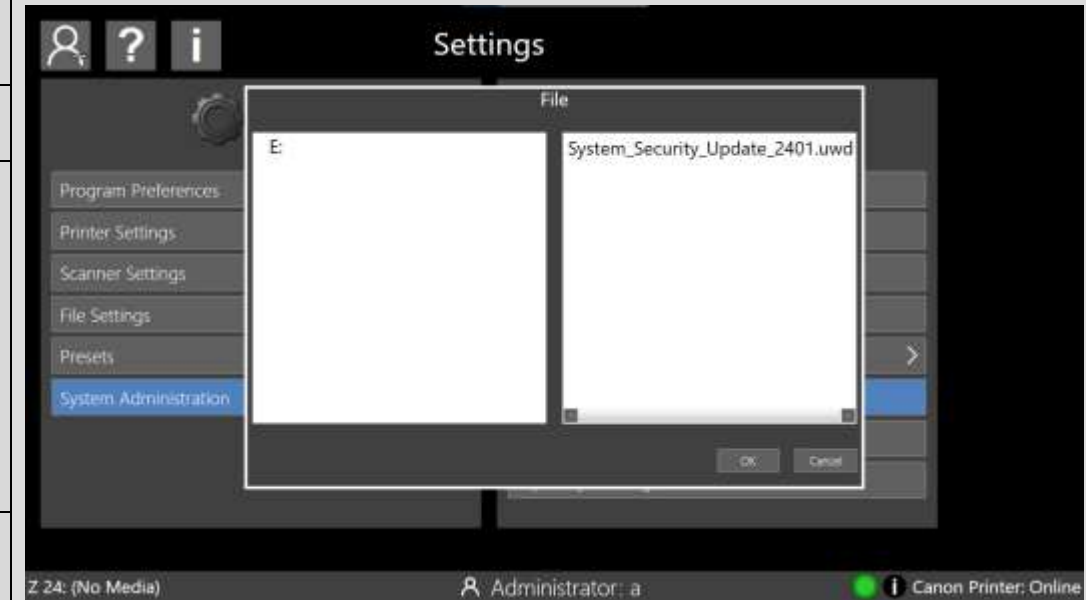 ? i Settings
File
E:
System_Security_Update_2401.uwd
Program Preferences
Printer Settings
Scanner Settings
File Settings
Presets
System Administration
OK Cancel
Z 24: (No Media) Administrator: a i Canon Printer: Online